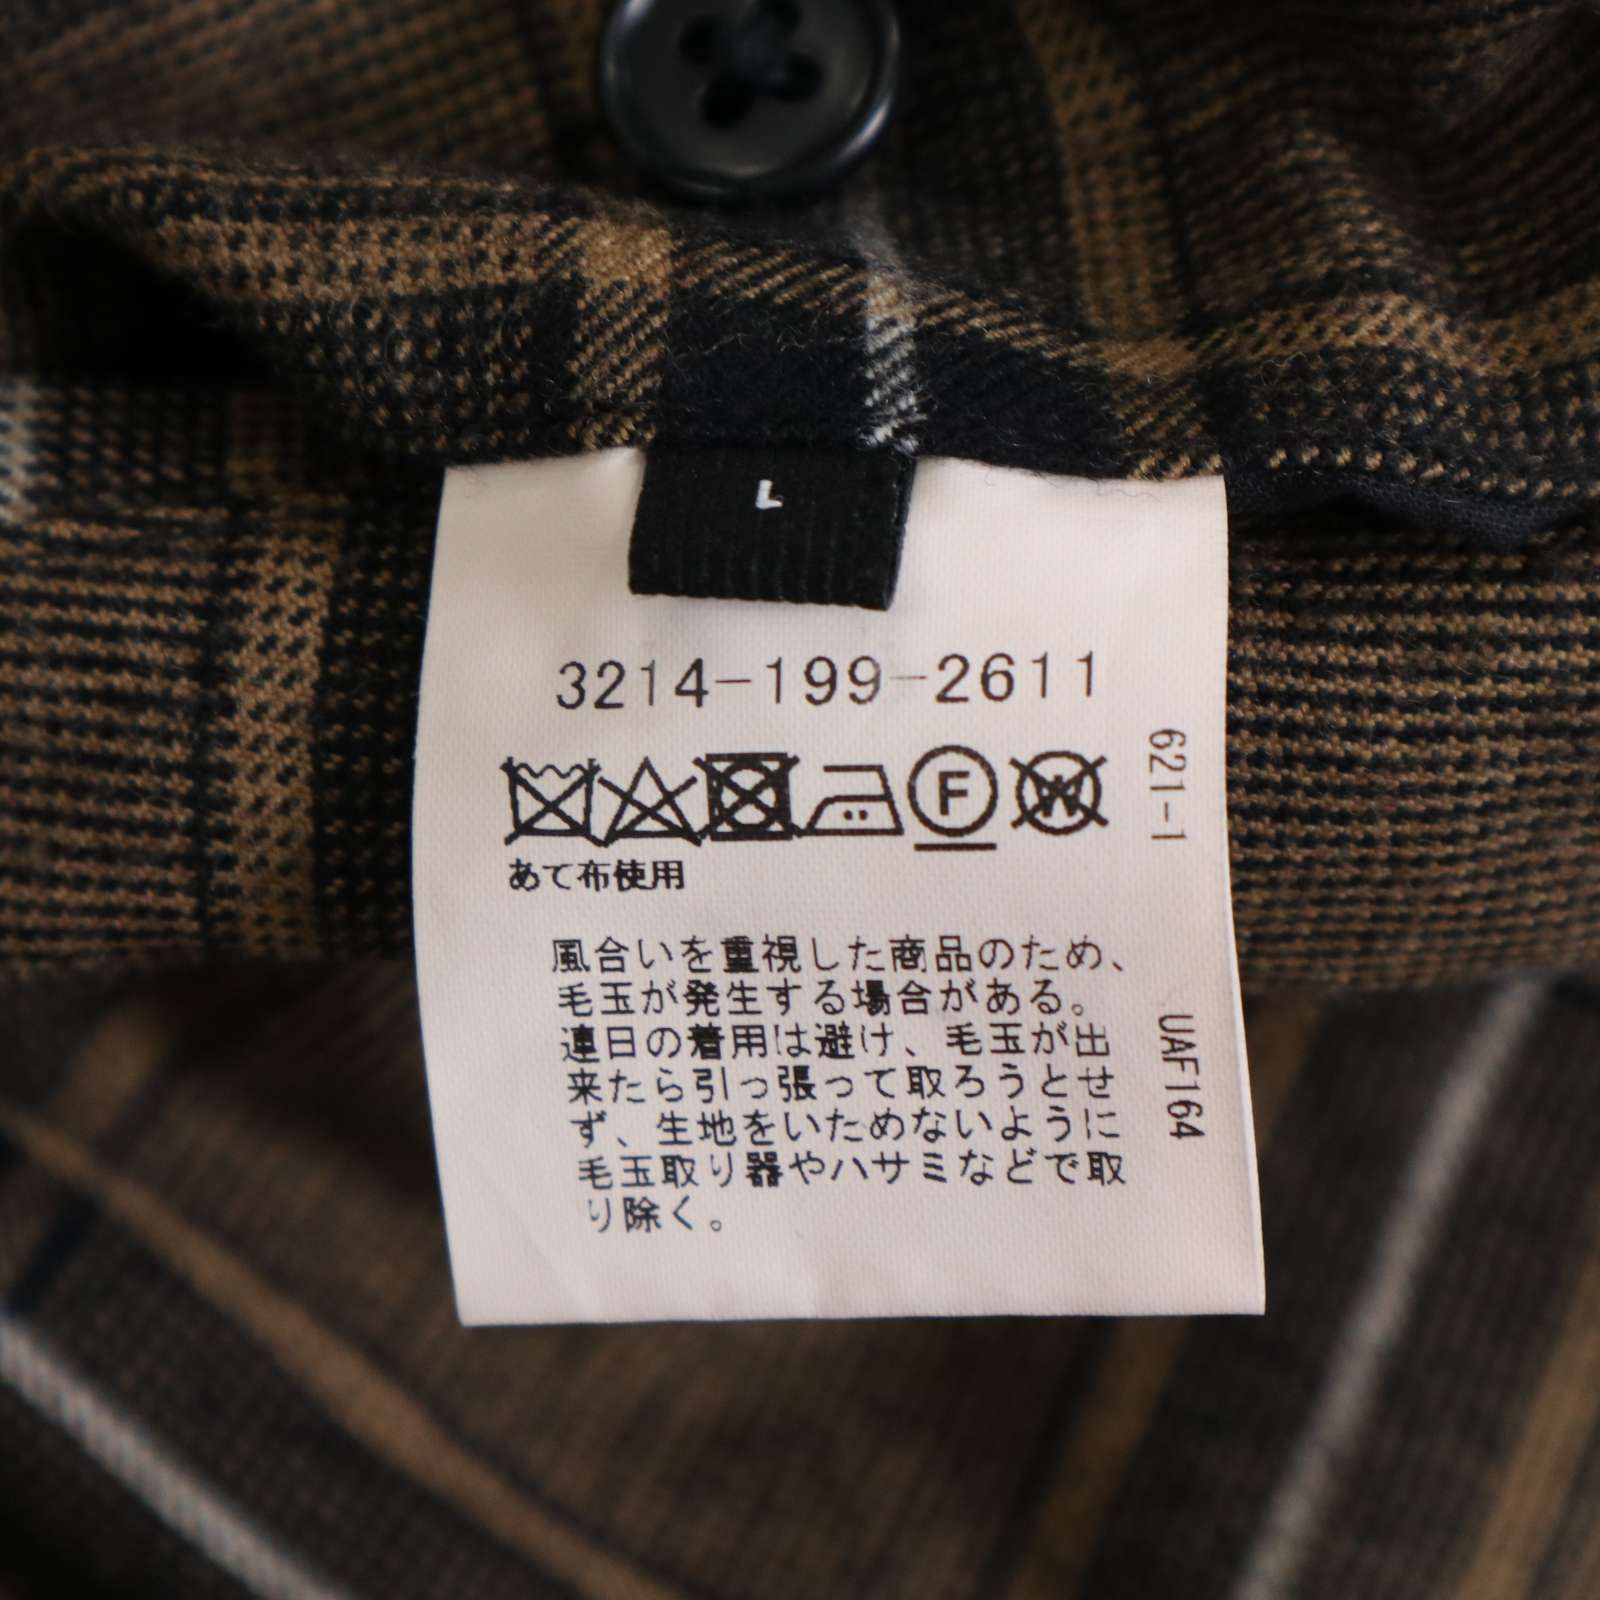 L
3214-199-2611
F W
あて布使用
風合いを重視した商品のため、
毛玉が発生する場合がある。
連日の着用は避け、毛玉が出
来たら引っ張って取ろうとせ
ず、生地をいためないように
毛玉取り器やハサミなどで取
り除く。
621-1
UAF164